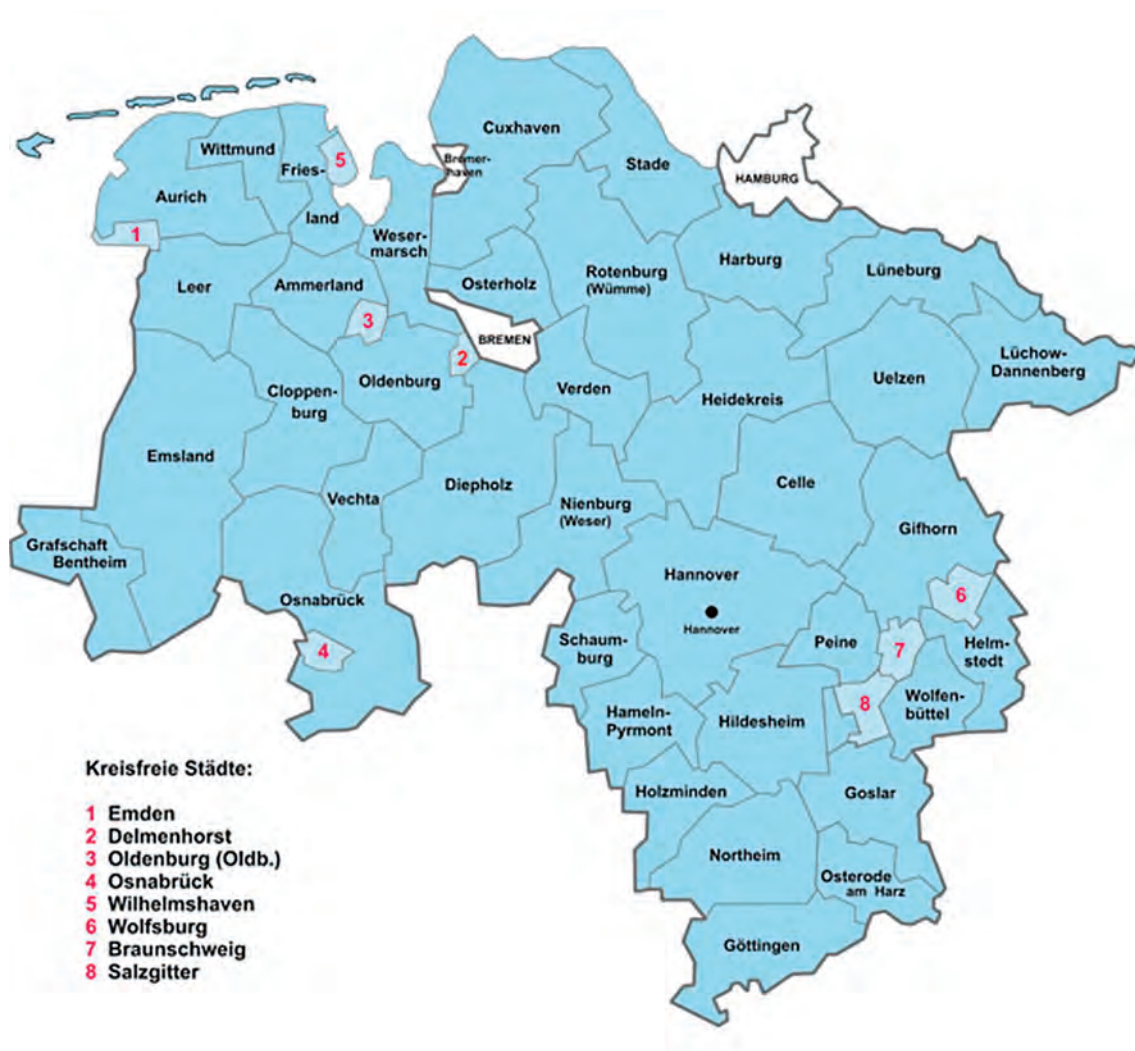 Cuxhaven
Wittmund
Bremer-
haven
5
Fries-
Stade
HAMBURG
Aurich
land
1
Weser-
marsch
Harburg
Lüneburg
Leer
Ammerland
Osterholz
Rotenburg
(Wümme)
3
BREMEN
2
Oldenburg
Verden
Lüchow-
Dannenberg
Uelzen
Cloppen-
burg
Heidekreis
Emsland
Vechta
Diepholz
Nienburg
(Weser)
Celle
Gifhorn
Grafschaft
Bentheim
Hannover
Hannover
Osnabrück
6
4
Schaum-
burg
Peine
7
Helm-
stedt
8
Wolfen-
büttel
Hameln-
Pyrmont
Hildesheim
Holzminden
Goslar
Northeim
Osterode
am Harz
Göttingen
Kreisfreie Städte:
1 Emden
2 Delmenhorst
3 Oldenburg (Oldb.)
4 Osnabrück
5 Wilhelmshaven
6 Wolfsburg
7 Braunschweig
8 Salzgitter